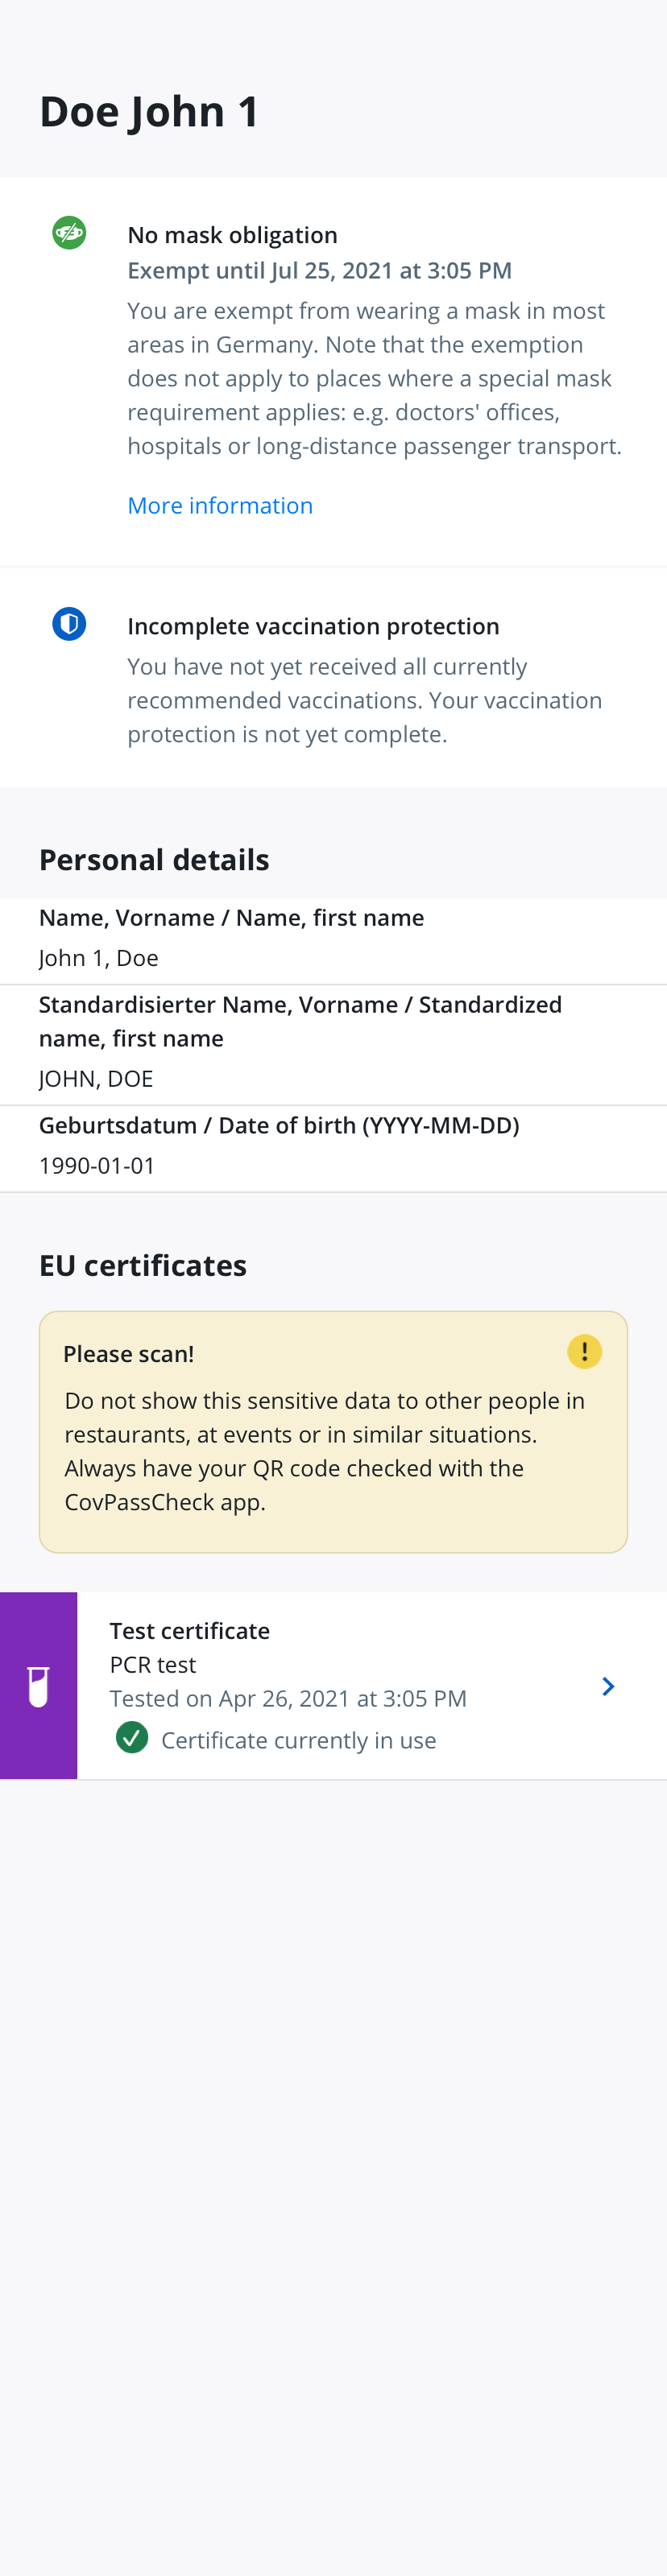 Doe John 1
No mask obligation
Exempt until Jul 25, 2021 at 3:05 PM
You are exempt from wearing a mask in most
areas in Germany. Note that the exemption
does not apply to places where a special mask
requirement applies: e.g. doctors' offices,
hospitals or long-distance passenger transport.
More information
Incomplete vaccination protection
You have not yet received all currently
recommended vaccinations. Your vaccination
protection is not yet complete.
Personal details
Name, Vorname / Name, first name
John 1, Doe
Standardisierter Name, Vorname / Standardized
name, first name
JOHN, DOE
Geburtsdatum / Date of birth (YYYY-MM-DD)
1990-01-01
EU certificates
Please scan!
Do not show this sensitive data to other people in
restaurants, at events or in similar situations.
Always have your QR code checked with the
CovPassCheck app.
Test certificate
PCR test
Tested on Apr 26, 2021 at 3:05 PM
Certificate currently in use